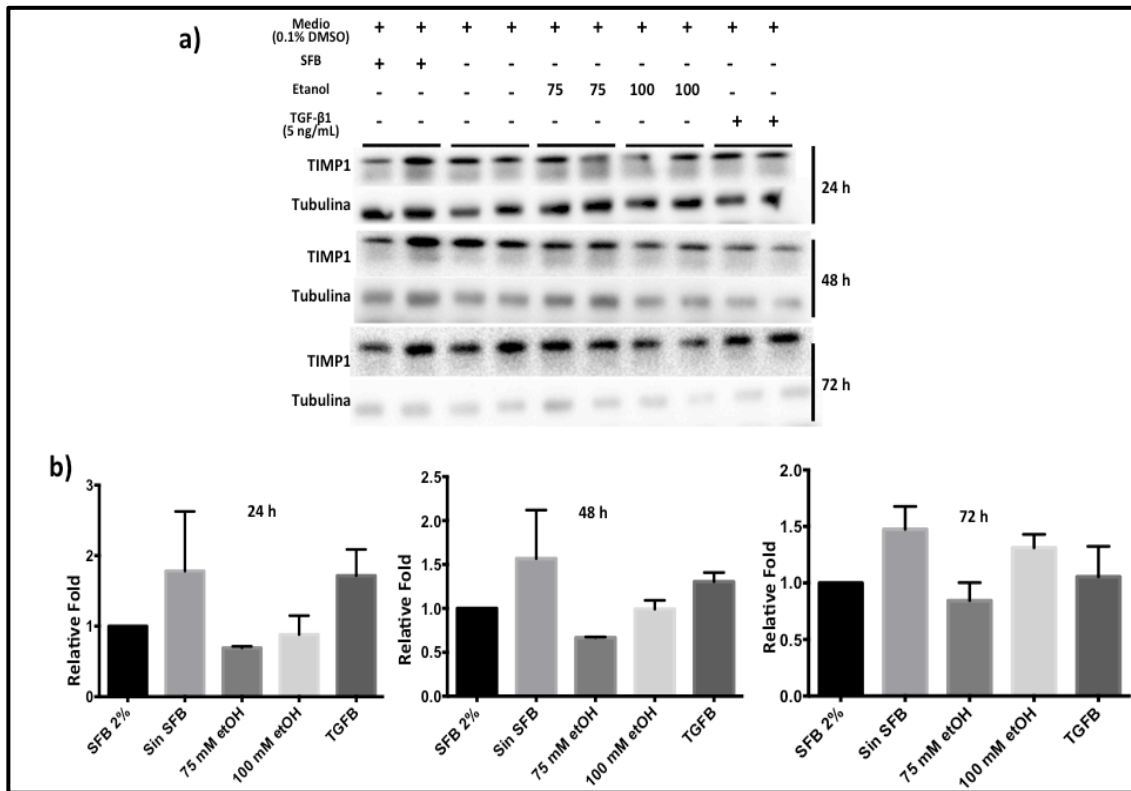 a)
Medio + + + + + + + + + +
(0.1% DMSO)
SFB + + - - - - - - - -
Etanol - - - - 75 75 100 100 - -
TGF-β1 - - - - - - - - + +
(5 ng/mL)
TIMP1
Tubulina
24 h
TIMP1
Tubulina
48 h
TIMP1
Tubulina
72 h
b)
24 h
Relative Fold
3
2
1
0
SFB 2%
Sin SFB
75 mM etOH
100 mM etOH
TGFB
48 h
Relative Fold
2.5
2.0
1.5
1.0
0.5
0.0
SFB 2%
Sin SFB
75 mM etOH
100 mM etOH
TGFB
72 h
Relative Fold
2.0
1.5
1.0
0.5
0.0
SFB 2%
Sin SFB
75 mM etOH
100 mM etOH
TGFB